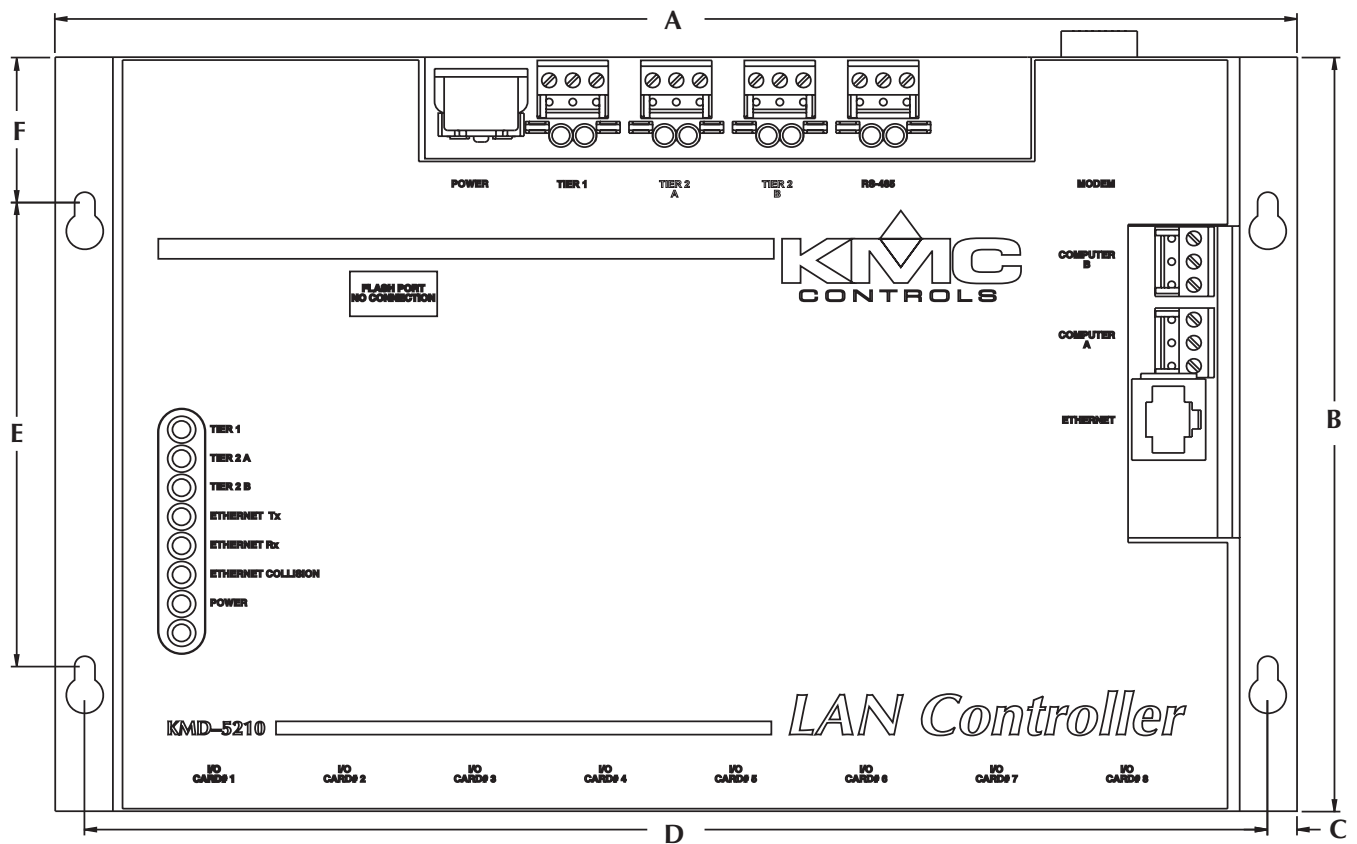 A
F
POWER
TIER 1
TIER 2
A
TIER 2
B
RS-485
MODEM
KMC
CONTROLS
COMPUTER
B
FLASH PORT
NO CONNECTION
COMPUTER
A
ETHERNET
B
E
TIER 1
TIER 2 A
TIER 2 B
ETHERNET Tx
ETHERNET Rx
ETHERNET COLLISION
POWER
KMD–5210
LAN Controller
I/O
CARD# 1
I/O
CARD# 2
I/O
CARD# 3
I/O
CARD# 4
I/O
CARD# 5
I/O
CARD# 6
I/O
CARD# 7
I/O
CARD# 8
D
C